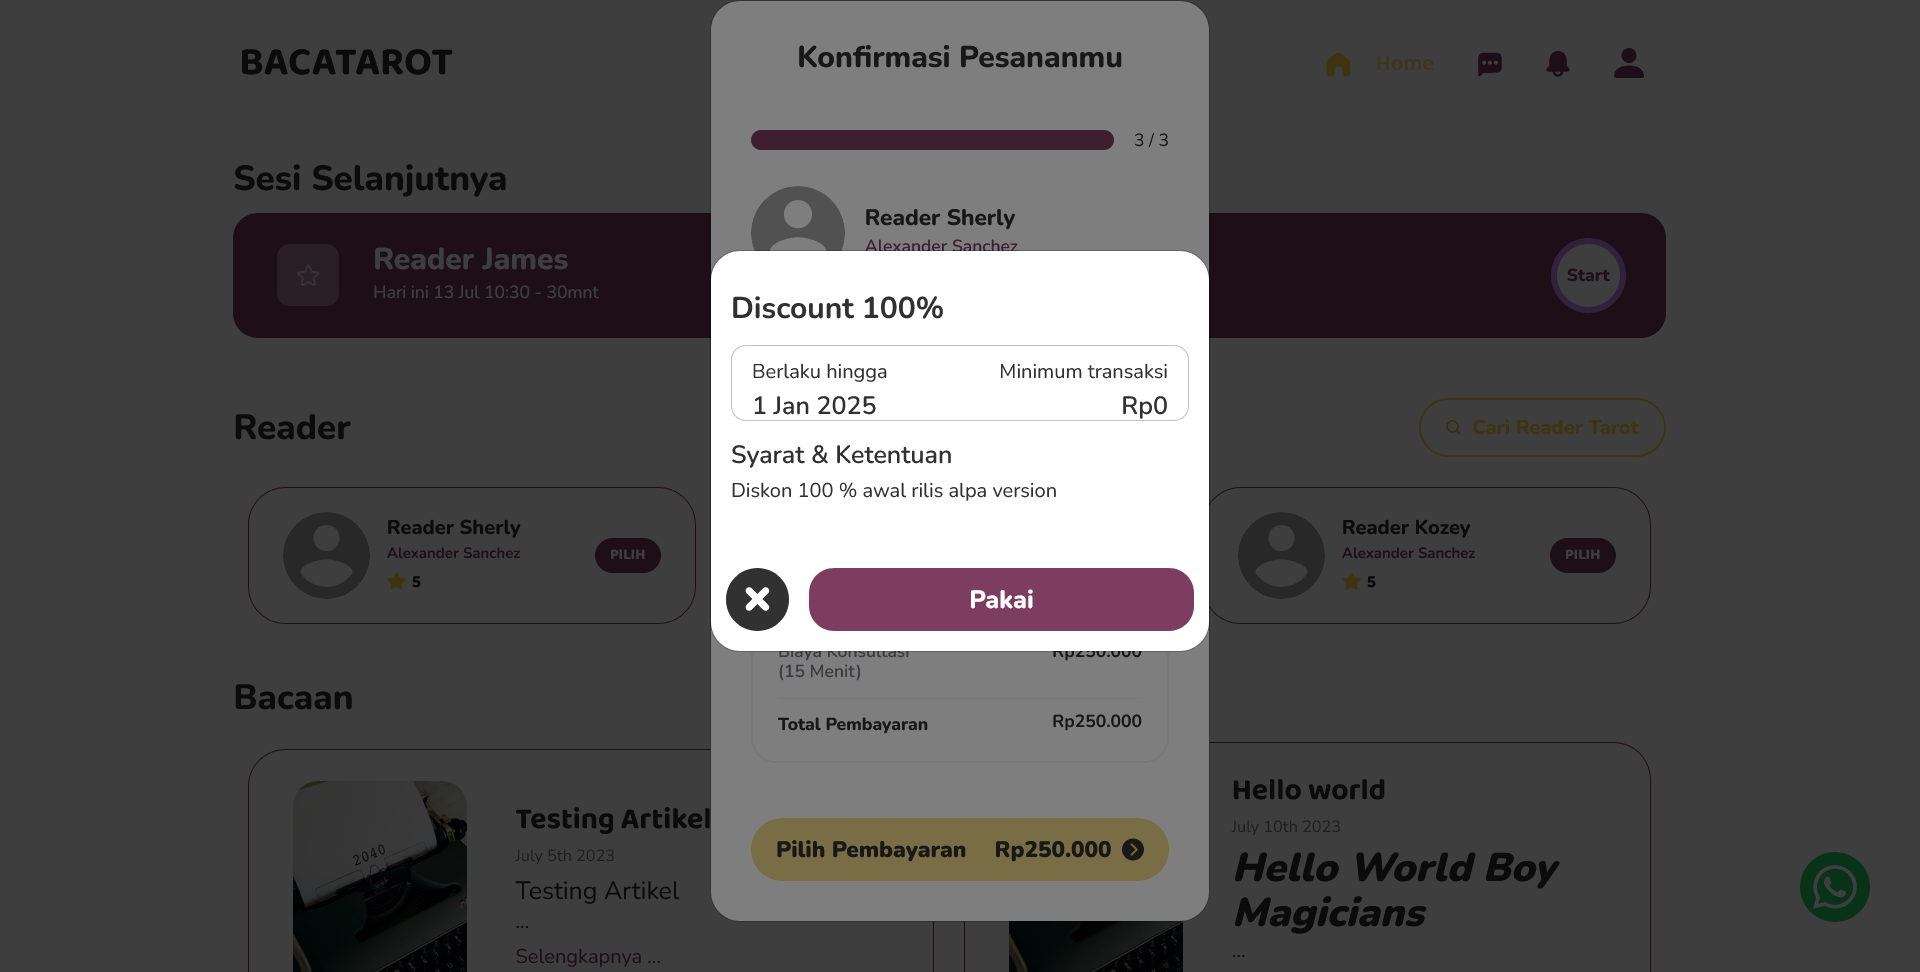 BACATAROT
Home
Sesi Selanjutnya
Reader James
Hari ini 13 Jul 10:30 - 30mnt
Start
Reader
Cari Reader Tarot
Reader Sherly
Alexander Sanchez
5
PILIH
Reader Kozey
Alexander Sanchez
5
PILIH
Bacaan
Testing Artikel
July 5th 2023
Testing Artikel
...
Selengkapnya ...
2040
Hello world
July 10th 2023
Hello World Boy
Magicians
...
Konfirmasi Pesananmu
3 / 3
Reader Sherly
Alexander Sanchez
Discount 100%
Berlaku hingga
Minimum transaksi
1 Jan 2025
Rp0
Syarat & Ketentuan
Diskon 100 % awal rilis alpa version
Pakai
Biaya Konsultasi
Rp250.000
(15 Menit)
Total Pembayaran
Rp250.000
Pilih Pembayaran Rp250.000